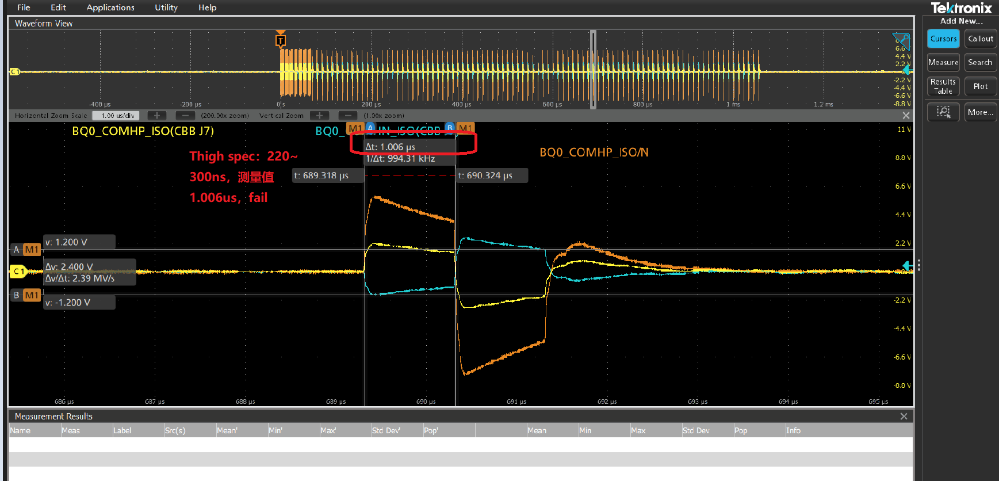 File Edit Applications Utility Help
Tektronix
Waveform View
Add New...
Cursors Callout
Measure Search
Results Table Plot
More...
T
C1
6.6
4.4 V
2.2 V
-2.2 V
-4.4 V
-6.6 V
-8.8 V
-400 µs -200 µs 0 s 200 µs 400 µs 600 µs 800 µs 1 ms 1.2 ms
Horizontal Zoom Scale 1.00 us/div + − (200.00x zoom) Vertical Zoom + − (1.00x zoom)
BQ0_COMHP_ISO(CBB J7)
M1 A B M1
11 V
Thigh spec：220~
300ns，测量值
1.006us，fail
Δt: 1.006 µs
1/Δt: 994.31 kHz
BQ0_COMHP_ISO/N
8.8 V
t: 689.318 µs
t: 690.324 µs
6.6 V
4.4 V
v: 1.200 V
2.2 V
A M1
Δv: 2.400 V
Δv/Δt: 2.39 MV/s
C1
B M1
v: -1.200 V
-2.2 V
-4.4 V
-6.6 V
-8.8 V
686 µs 687 µs 688 µs 689 µs 690 µs 691 µs 692 µs 693 µs 694 µs 695 µs
Measurement Results
Name Meas Label Src(s) Mean' Min' Max' Std Dev' Pop' Mean Min Max Std Dev Pop Info